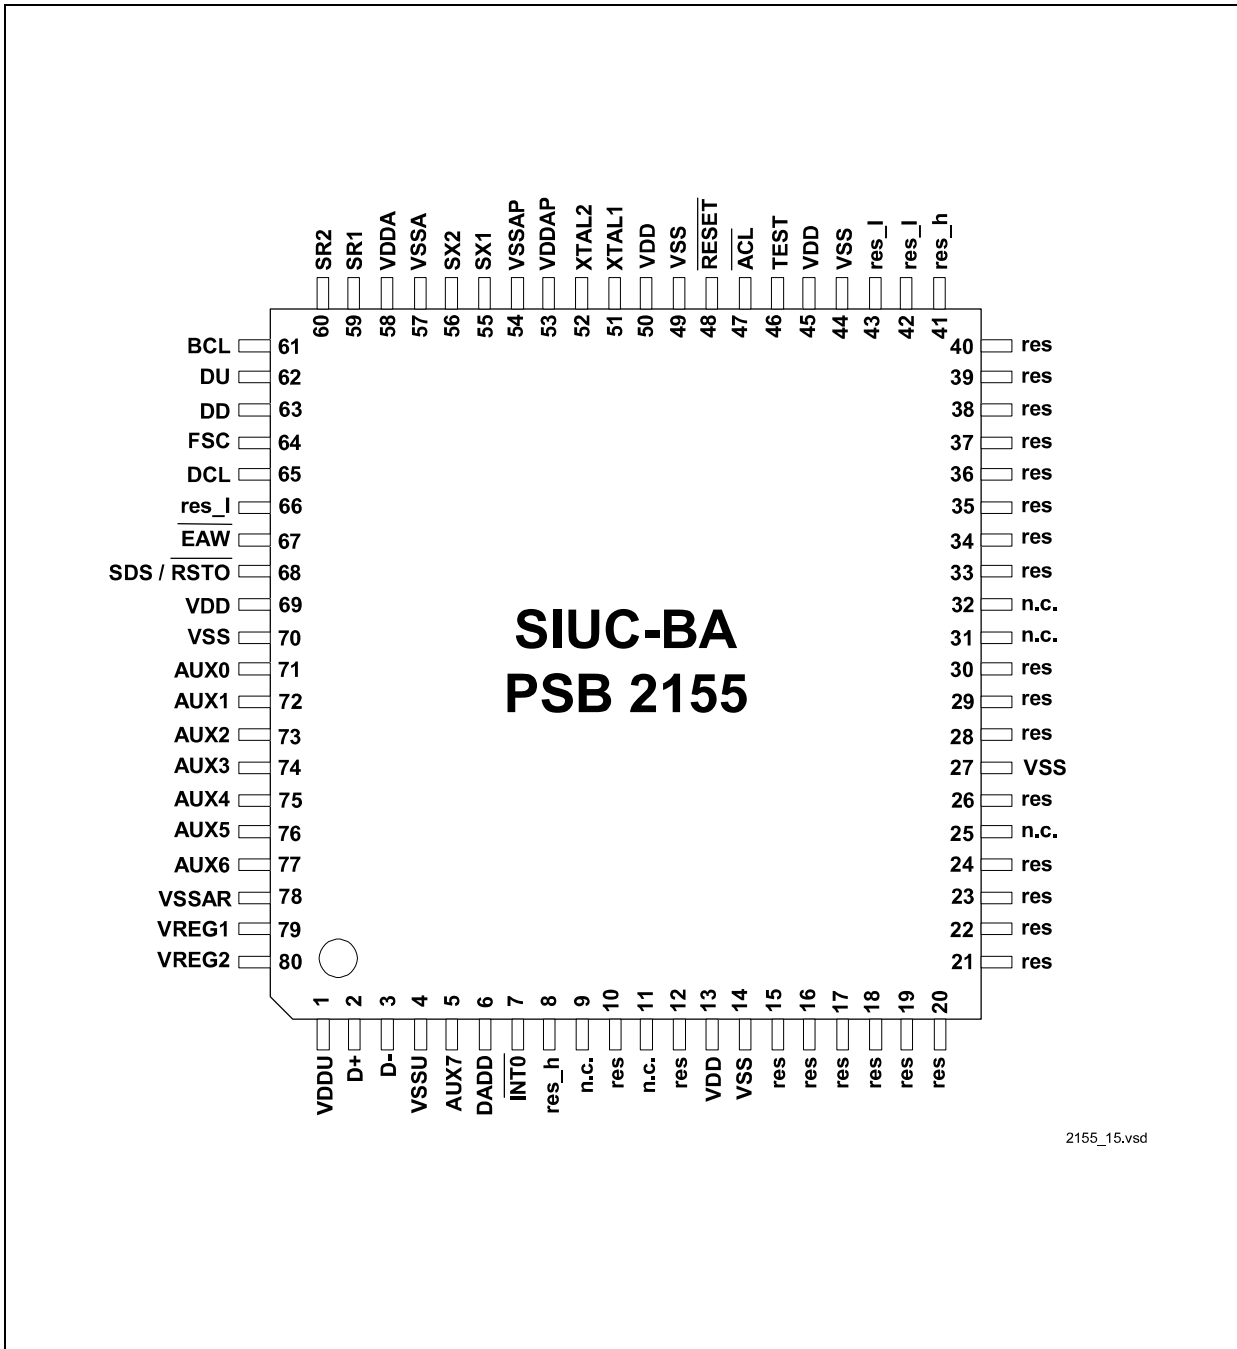 SR2
SR1
VDDA
VSSA
SX2
SX1
VSSAP
VDDAP
XTAL2
XTAL1
VDD
VSS
RESET
ACL
TEST
VDD
VSS
res_l
res_l
res_h
60 59 58 57 56 55 54 53 52 51 50 49 48 47 46 45 44 43 42 41
BCL 61
DU 62
DD 63
FSC 64
DCL 65
res_l 66
EAW 67
SDS / RSTO 68
VDD 69
VSS 70
AUX0 71
AUX1 72
AUX2 73
AUX3 74
AUX4 75
AUX5 76
AUX6 77
VSSAR 78
VREG1 79
VREG2 80
SIUC-BA
PSB 2155
40 res
39 res
38 res
37 res
36 res
35 res
34 res
33 res
32 n.c.
31 n.c.
30 res
29 res
28 res
27 VSS
26 res
25 n.c.
24 res
23 res
22 res
21 res
1 2 3 4 5 6 7 8 9 10 11 12 13 14 15 16 17 18 19 20
VDDU
D+
D-
VSSU
AUX7
DADD
INT0
res_h
n.c.
res
n.c.
res
VDD
VSS
res
res
res
res
res
res
2155_15.vsd